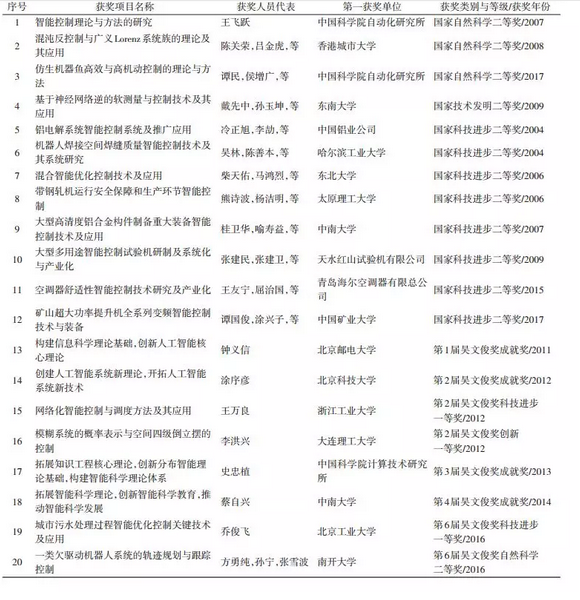 序号 获奖项目名称 获奖人员代表 第一获奖单位 获奖类别与等级/获奖年份
1 智能控制理论与方法的研究 王飞跃 中国科学院自动化研究所 国家自然科学二等奖/2007
2 混沌反控制与广义Lorenz系统族的理论及其应用 陈关荣,吕金虎,等 香港城市大学 国家自然科学二等奖/2008
3 仿生机器鱼高效与高机动控制的理论与方法 谭民,侯增广,等 中国科学院自动化研究所 国家自然科学二等奖/2017
4 基于神经网络逆的软测量与控制技术及其应用 戴先中,孙玉坤,等 东南大学 国家技术发明二等奖/2009
5 铝电解系统智能控制系统及推广应用 冷正旭,李劼,等 中国铝业公司 国家科技进步二等奖/2004
6 机器人焊接空间焊缝质量智能控制技术及其系统研究 吴林,陈善本,等 哈尔滨工业大学 国家科技进步二等奖/2004
7 混合智能优化控制技术及应用 柴天佑,马鸿烈,等 东北大学 国家科技进步二等奖/2006
8 带钢轧机运行安全保障和生产环节智能控制 熊诗波,杨洁明,等 太原理工大学 国家科技进步二等奖/2006
9 大型高清度铝合金构件制备重大装备智能控制技术及应用 桂卫华,喻寿益,等 中南大学 国家科技进步二等奖/2007
10 大型多用途智能控制试验机研制及系统化与产业化 张建民,张建卫,等 天水红山试验机有限公司 国家科技进步二等奖/2009
11 空调器舒适性智能控制技术研究及产业化 王友宁,屈治国,等 青岛海尔空调器有限总公司 国家科技进步二等奖/2015
12 矿山超大功率提升机全系列变频智能控制技术与装备 谭国俊,涂兴子,等 中国矿业大学 国家科技进步二等奖/2017
13 构建信息科学理论基础,创新人工智能核心理论 钟义信 北京邮电大学 第1届吴文俊奖成就奖/2011
14 创建人工智能系统新理论,开拓人工智能系统新技术 涂序彦 北京科技大学 第2届吴文俊奖成就奖/2012
15 网络化智能控制与调度方法及其应用 王万良 浙江工业大学 第2届吴文俊奖科技进步一等奖/2012
16 模糊系统的概率表示与空间四级倒立摆的控制 李洪兴 大连理工大学 第2届吴文俊奖创新一等奖/2012
17 拓展知识工程核心理论,创新分布智能理论基础,构建智能科学理论体系 史忠植 中国科学院计算技术研究所 第3届吴文俊奖成就奖/2013
18 拓展智能科学理论,创新智能科学教育,推动智能科学发展 蔡自兴 中南大学 第4届吴文俊奖成就奖/2014
19 城市污水处理过程智能优化控制关键技术及应用 乔俊飞 北京工业大学 第6届吴文俊奖科技进步一等奖/2016
20 一类欠驱动机器人系统的轨迹规划与跟踪控制 方勇纯,孙宁,张雪波 南开大学 第6届吴文俊奖自然科学二等奖/2016